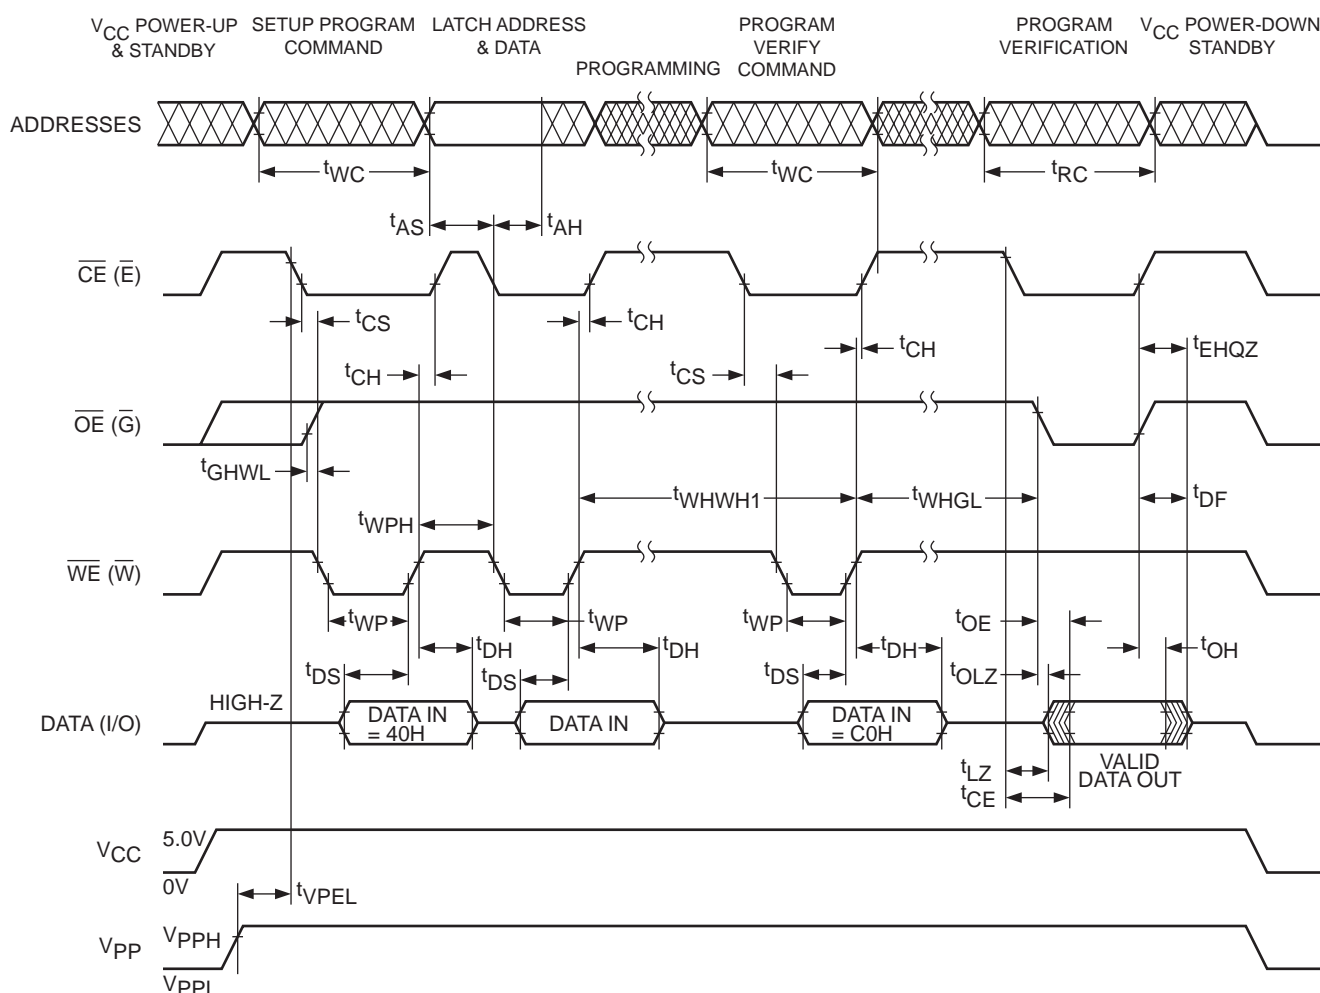 VCC POWER-UP
& STANDBY
SETUP PROGRAM
COMMAND
LATCH ADDRESS
& DATA
PROGRAMMING
PROGRAM
VERIFY
COMMAND
PROGRAM
VERIFICATION
VCC POWER-DOWN
STANDBY
ADDRESSES
tWC
tWC
tRC
tAS
tAH
CE (E)
tCS
tCH
tCH
tCS
tCH
tEHQZ
OE (G)
tGHWL
tWPH
tWHWH1
tWHGL
tDF
WE (W)
tWP
tWP
tWP
tOE
tDH
tDH
tDH
tOH
tDS
tDS
tDS
tOLZ
DATA (I/O)
HIGH-Z
DATA IN
= 40H
DATA IN
DATA IN
= C0H
VALID
DATA OUT
tLZ
tCE
VCC
5.0V
0V
tVPEL
VPP
VPPH
VPPL